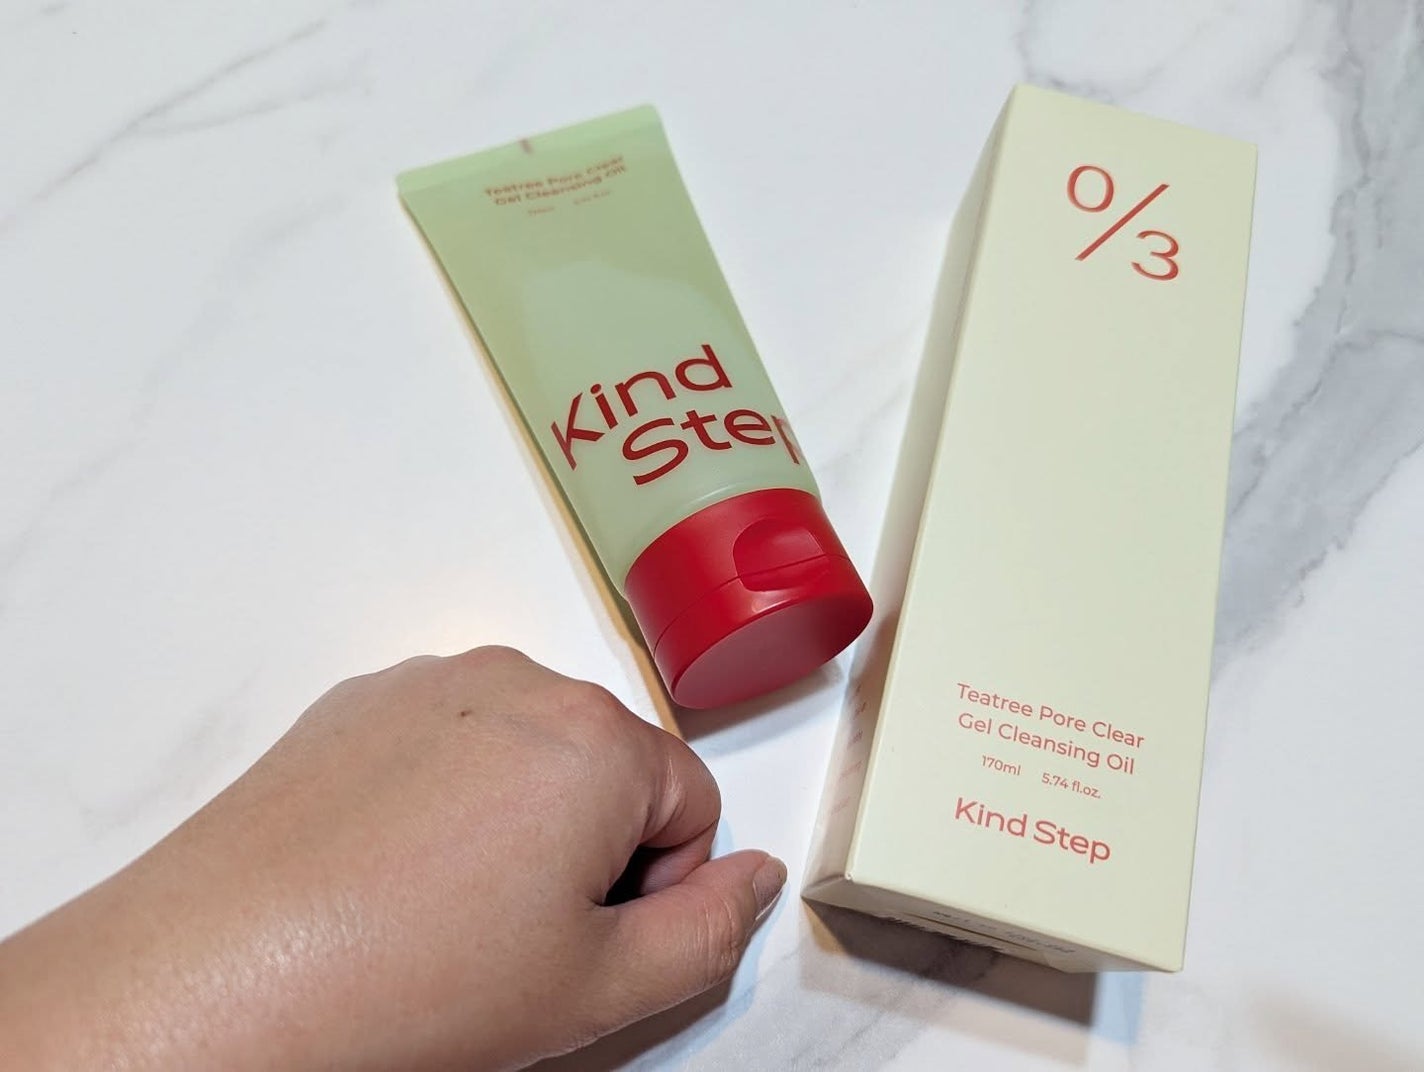 Teatree Pore Clear
Gel Cleansing Oil
Kind
Step
0/3
Teatree Pore Clear
Gel Cleansing Oil
170ml 5.74 fl.oz.
Kind Step